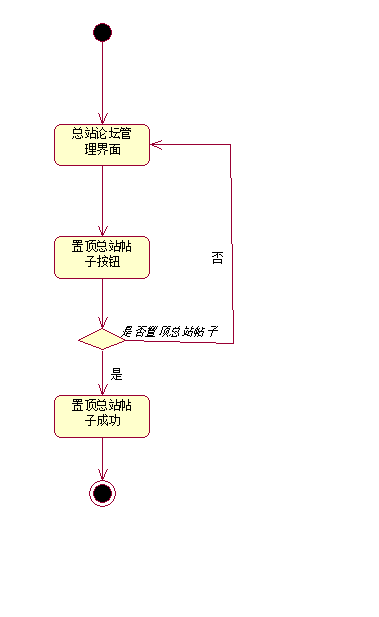 总站论坛管
理界面
否
置顶总站帖
子按钮
是否置顶总站帖子
是
置顶总站帖
子成功